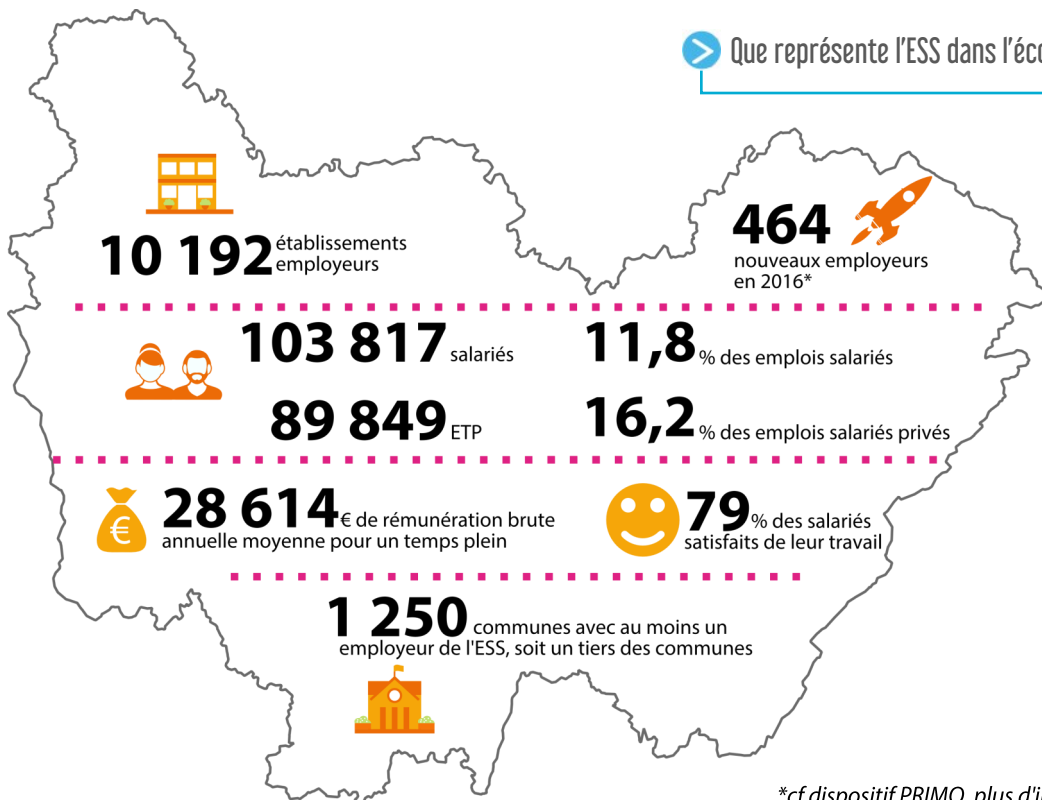 Que représente l'ESS dans l'éco
10 192 établissements
employeurs
464
nouveaux employeurs
en 2016*
103 817 salariés
11,8 % des emplois salariés
89 849 ETP
16,2 % des emplois salariés privés
€
28 614 € de rémunération brute
annuelle moyenne pour un temps plein
79 % des salariés
satisfaits de leur travail
1 250 communes avec au moins un
employeur de l'ESS, soit un tiers des communes
*cf dispositif PRIMO, plus d'i